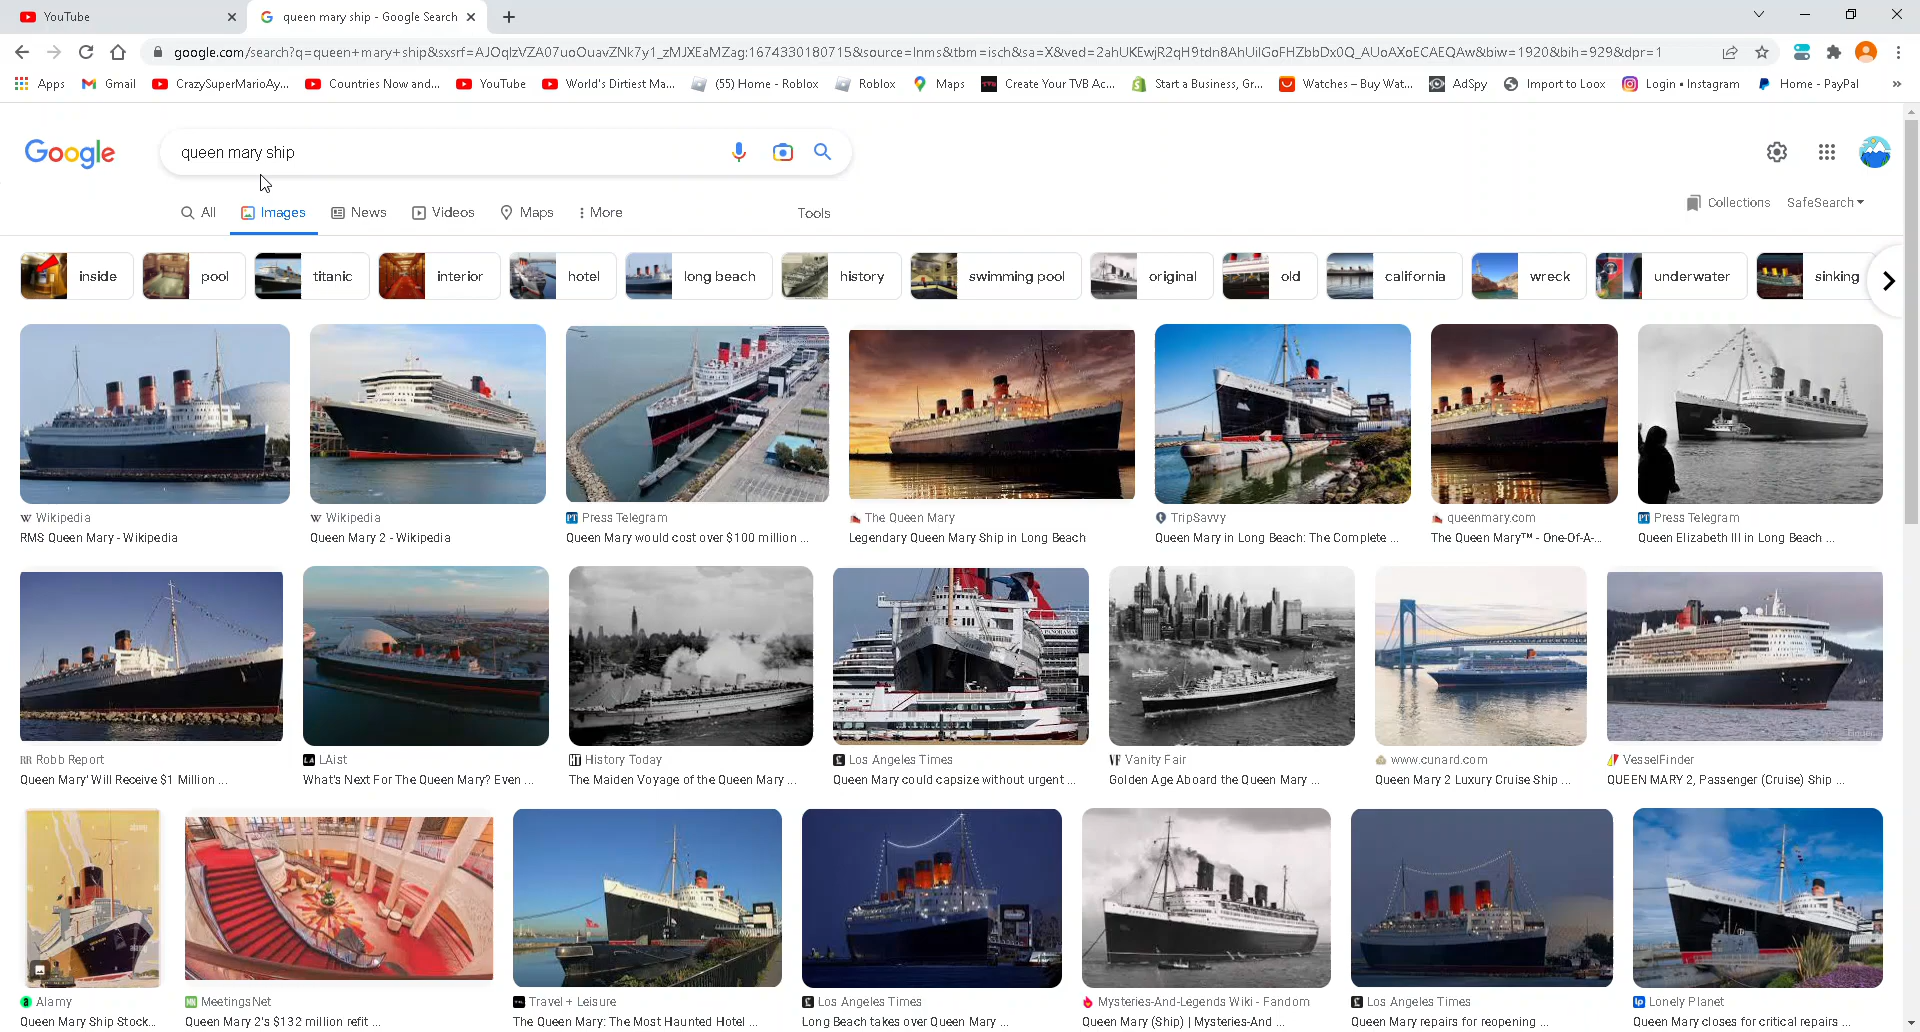 YouTube
queen mary ship - Google Search
google.com/search?q=queen+mary+ship&sxsrf=AJOqlzVZA07uoOuavZNk7y1_zMJXEaMZag:1674330180715&source=lnms&tbm=isch&sa=X&ved=2ahUKEwjR2qH9tdn8AhUiIGoFHZbbDx0Q_AUoAXoECAEQAw&biw=1920&bih=929&dpr=1
Apps Gmail CrazySuperMarioAy... Countries Now and... YouTube World's Dirtiest Ma... (55) Home - Roblox Roblox Maps Create Your TVB Ac... Start a Business, Gr... Watches – Buy Wat... AdSpy Import to Loox Login • Instagram Home - PayPal »
Google
queen mary ship
All Images News Videos Maps More Tools Collections SafeSearch
inside pool titanic interior hotel long beach history swimming pool original old california wreck underwater sinking
Wikipedia
RMS Queen Mary - Wikipedia
Wikipedia
Queen Mary 2 - Wikipedia
Press Telegram
Queen Mary would cost over $100 million ...
The Queen Mary
Legendary Queen Mary Ship in Long Beach
TripSavvy
Queen Mary in Long Beach: The Complete ...
queenmary.com
The Queen Mary™ - One-Of-A-...
Press Telegram
Queen Elizabeth III in Long Beach ...
Robb Report
Queen Mary' Will Receive $1 Million ...
LAist
What's Next For The Queen Mary? Even ...
History Today
The Maiden Voyage of the Queen Mary ...
Los Angeles Times
Queen Mary could capsize without urgent ...
Vanity Fair
Golden Age Aboard the Queen Mary ...
www.cunard.com
Queen Mary 2 Luxury Cruise Ship ...
VesselFinder
QUEEN MARY 2, Passenger (Cruise) Ship ...
Alamy
Queen Mary Ship Stock...
MeetingsNet
Queen Mary 2's $132 million refit ...
Travel + Leisure
The Queen Mary: The Most Haunted Hotel ...
Los Angeles Times
Long Beach takes over Queen Mary ...
Mysteries-And-Legends Wiki - Fandom
Queen Mary (Ship) | Mysteries-And ...
Los Angeles Times
Queen Mary repairs for reopening ...
Lonely Planet
Queen Mary closes for critical repairs ...